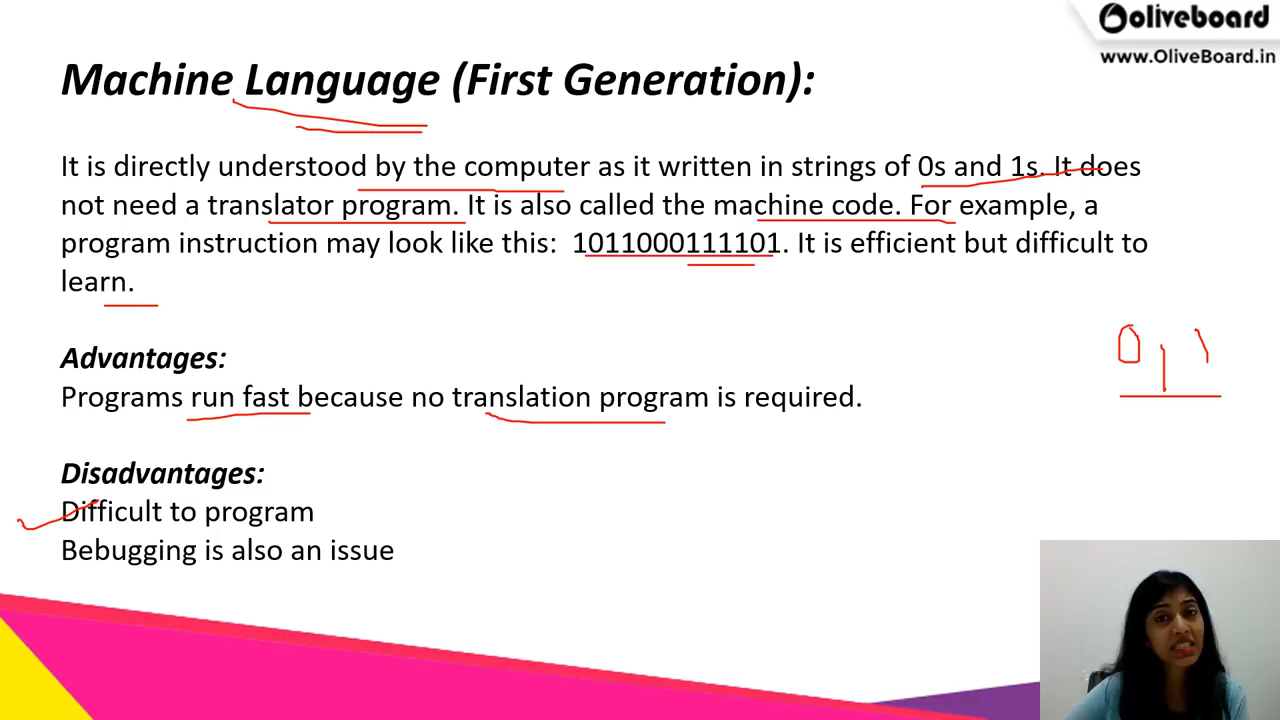 oliveboard
www.OliveBoard.in
Machine Language (First Generation):
It is directly understood by the computer as it written in strings of 0s and 1s. It does
not need a translator program. It is also called the machine code. For example, a
program instruction may look like this: 1011000111101. It is efficient but difficult to
learn.
Advantages:
Programs run fast because no translation program is required.
0, 1
Disadvantages:
Difficult to program
Bebugging is also an issue